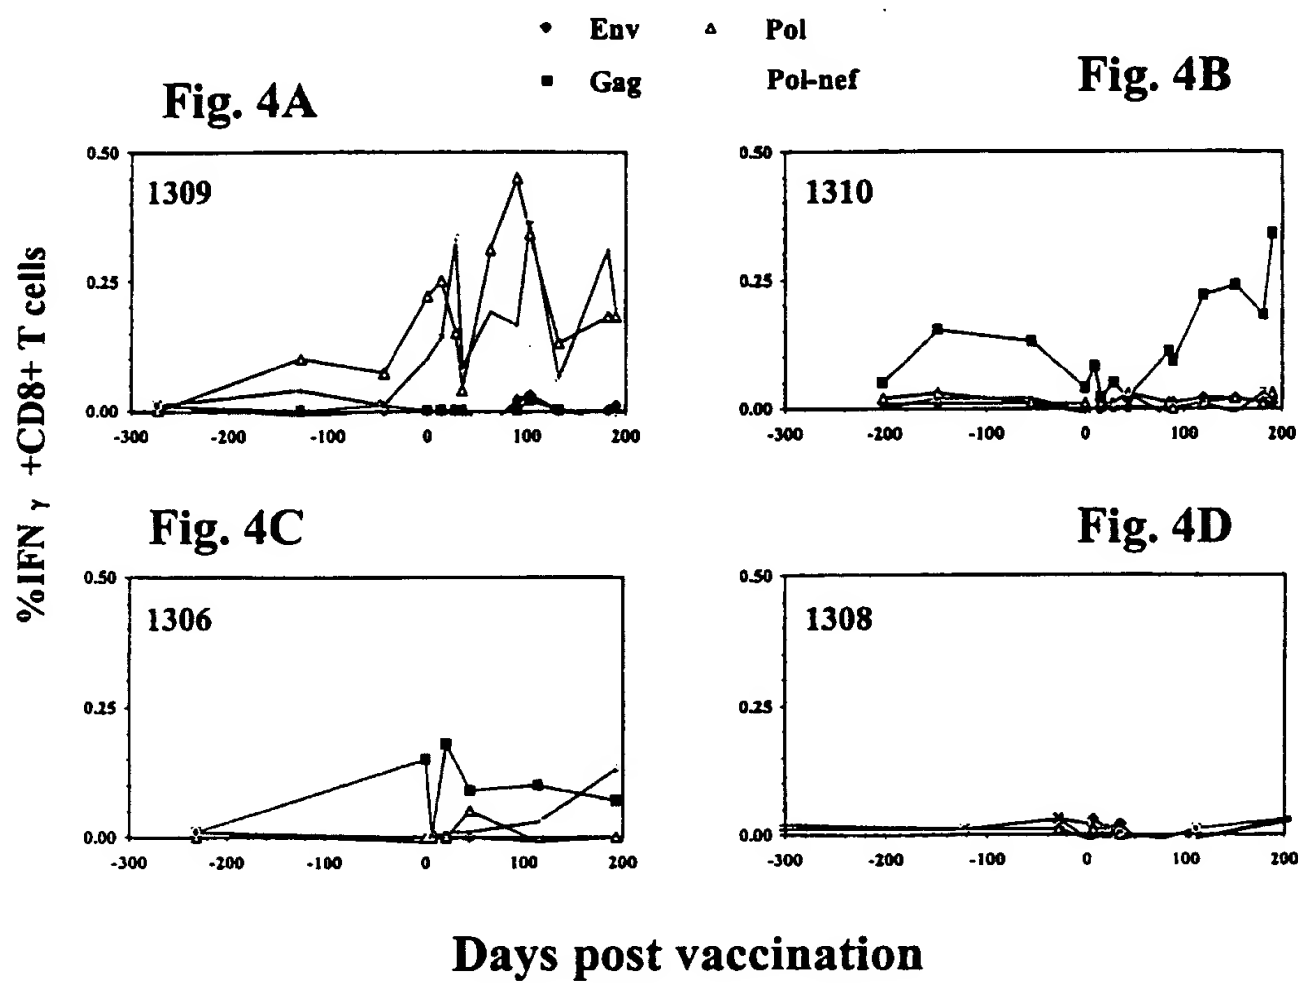 Env Pol
Gag Pol-nef
Fig. 4A
Fig. 4B
%IFN γ +CD8+ T cells
0.50
0.25
0.00
1309
-300 -200 -100 0 100 200
0.50
0.25
0.00
1310
-300 -200 -100 0 100 200
Fig. 4C
Fig. 4D
0.50
0.25
0.00
1306
-300 -200 -100 0 100 200
0.50
0.25
0.00
1308
-300 -200 -100 0 100 200
Days post vaccination